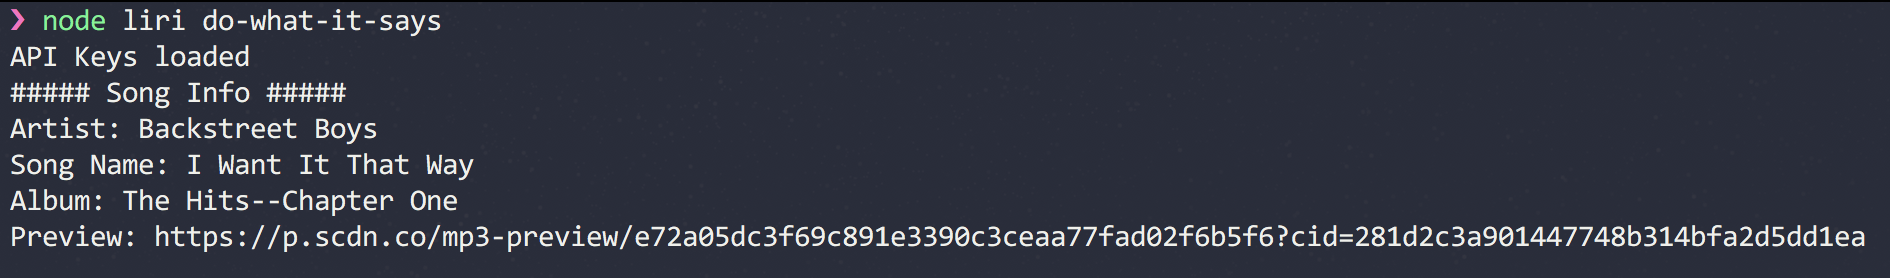 ❯ node liri do-what-it-says
API Keys loaded
##### Song Info #####
Artist: Backstreet Boys
Song Name: I Want It That Way
Album: The Hits--Chapter One
Preview: https://p.scdn.co/mp3-preview/e72a05dc3f69c891e3390c3ceaa77fad02f6b5f6?cid=281d2c3a901447748b314bfa2d5dd1ea